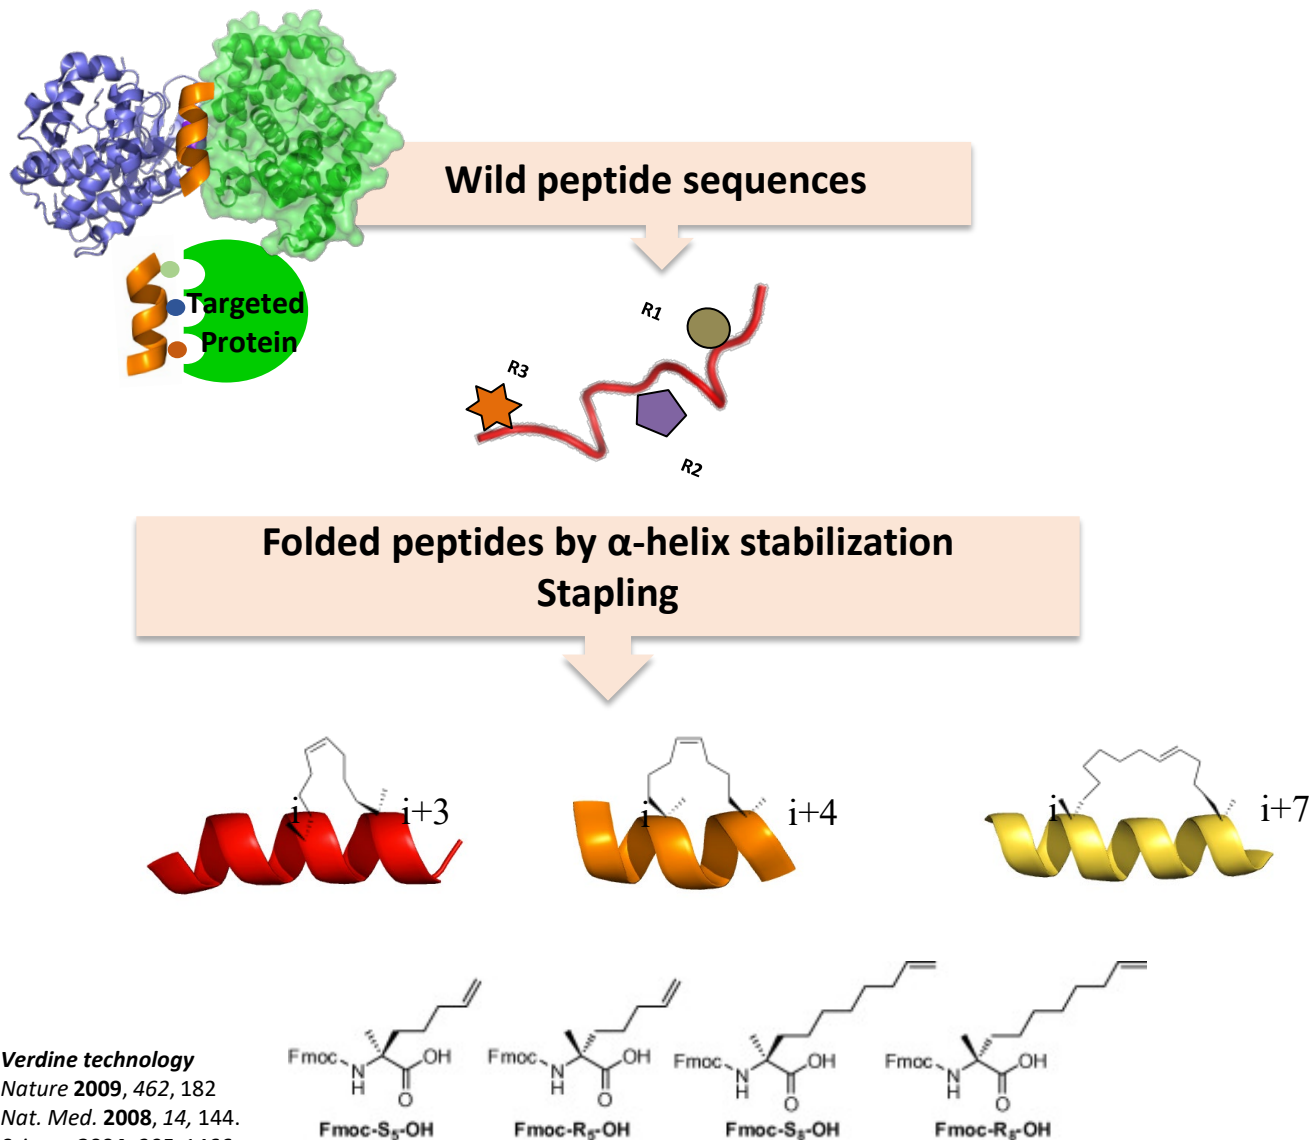 Wild peptide sequences
Targeted
Protein
R1
R3
R2
Folded peptides by α-helix stabilization
Stapling
i
i+3
i
i+4
i
i+7
Verdine technology
Nature 2009, 462, 182
Nat. Med. 2008, 14, 144.
Fmoc
N
H
OH
O
Fmoc-S5-OH
Fmoc
N
H
OH
O
Fmoc-R5-OH
Fmoc
N
H
OH
O
Fmoc-S8-OH
Fmoc
N
H
OH
O
Fmoc-R8-OH